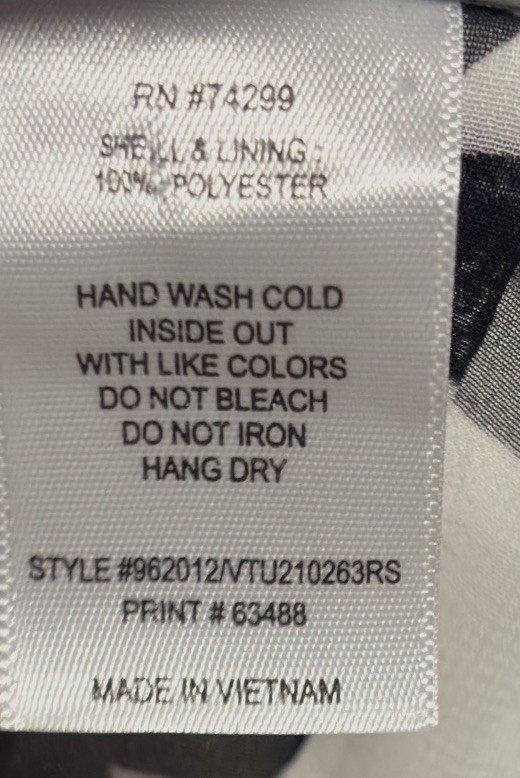 RN #74299
SHELL & LINING :
100% POLYESTER
HAND WASH COLD
INSIDE OUT
WITH LIKE COLORS
DO NOT BLEACH
DO NOT IRON
HANG DRY
STYLE #962012/VTU210263RS
PRINT # 63488
MADE IN VIETNAM